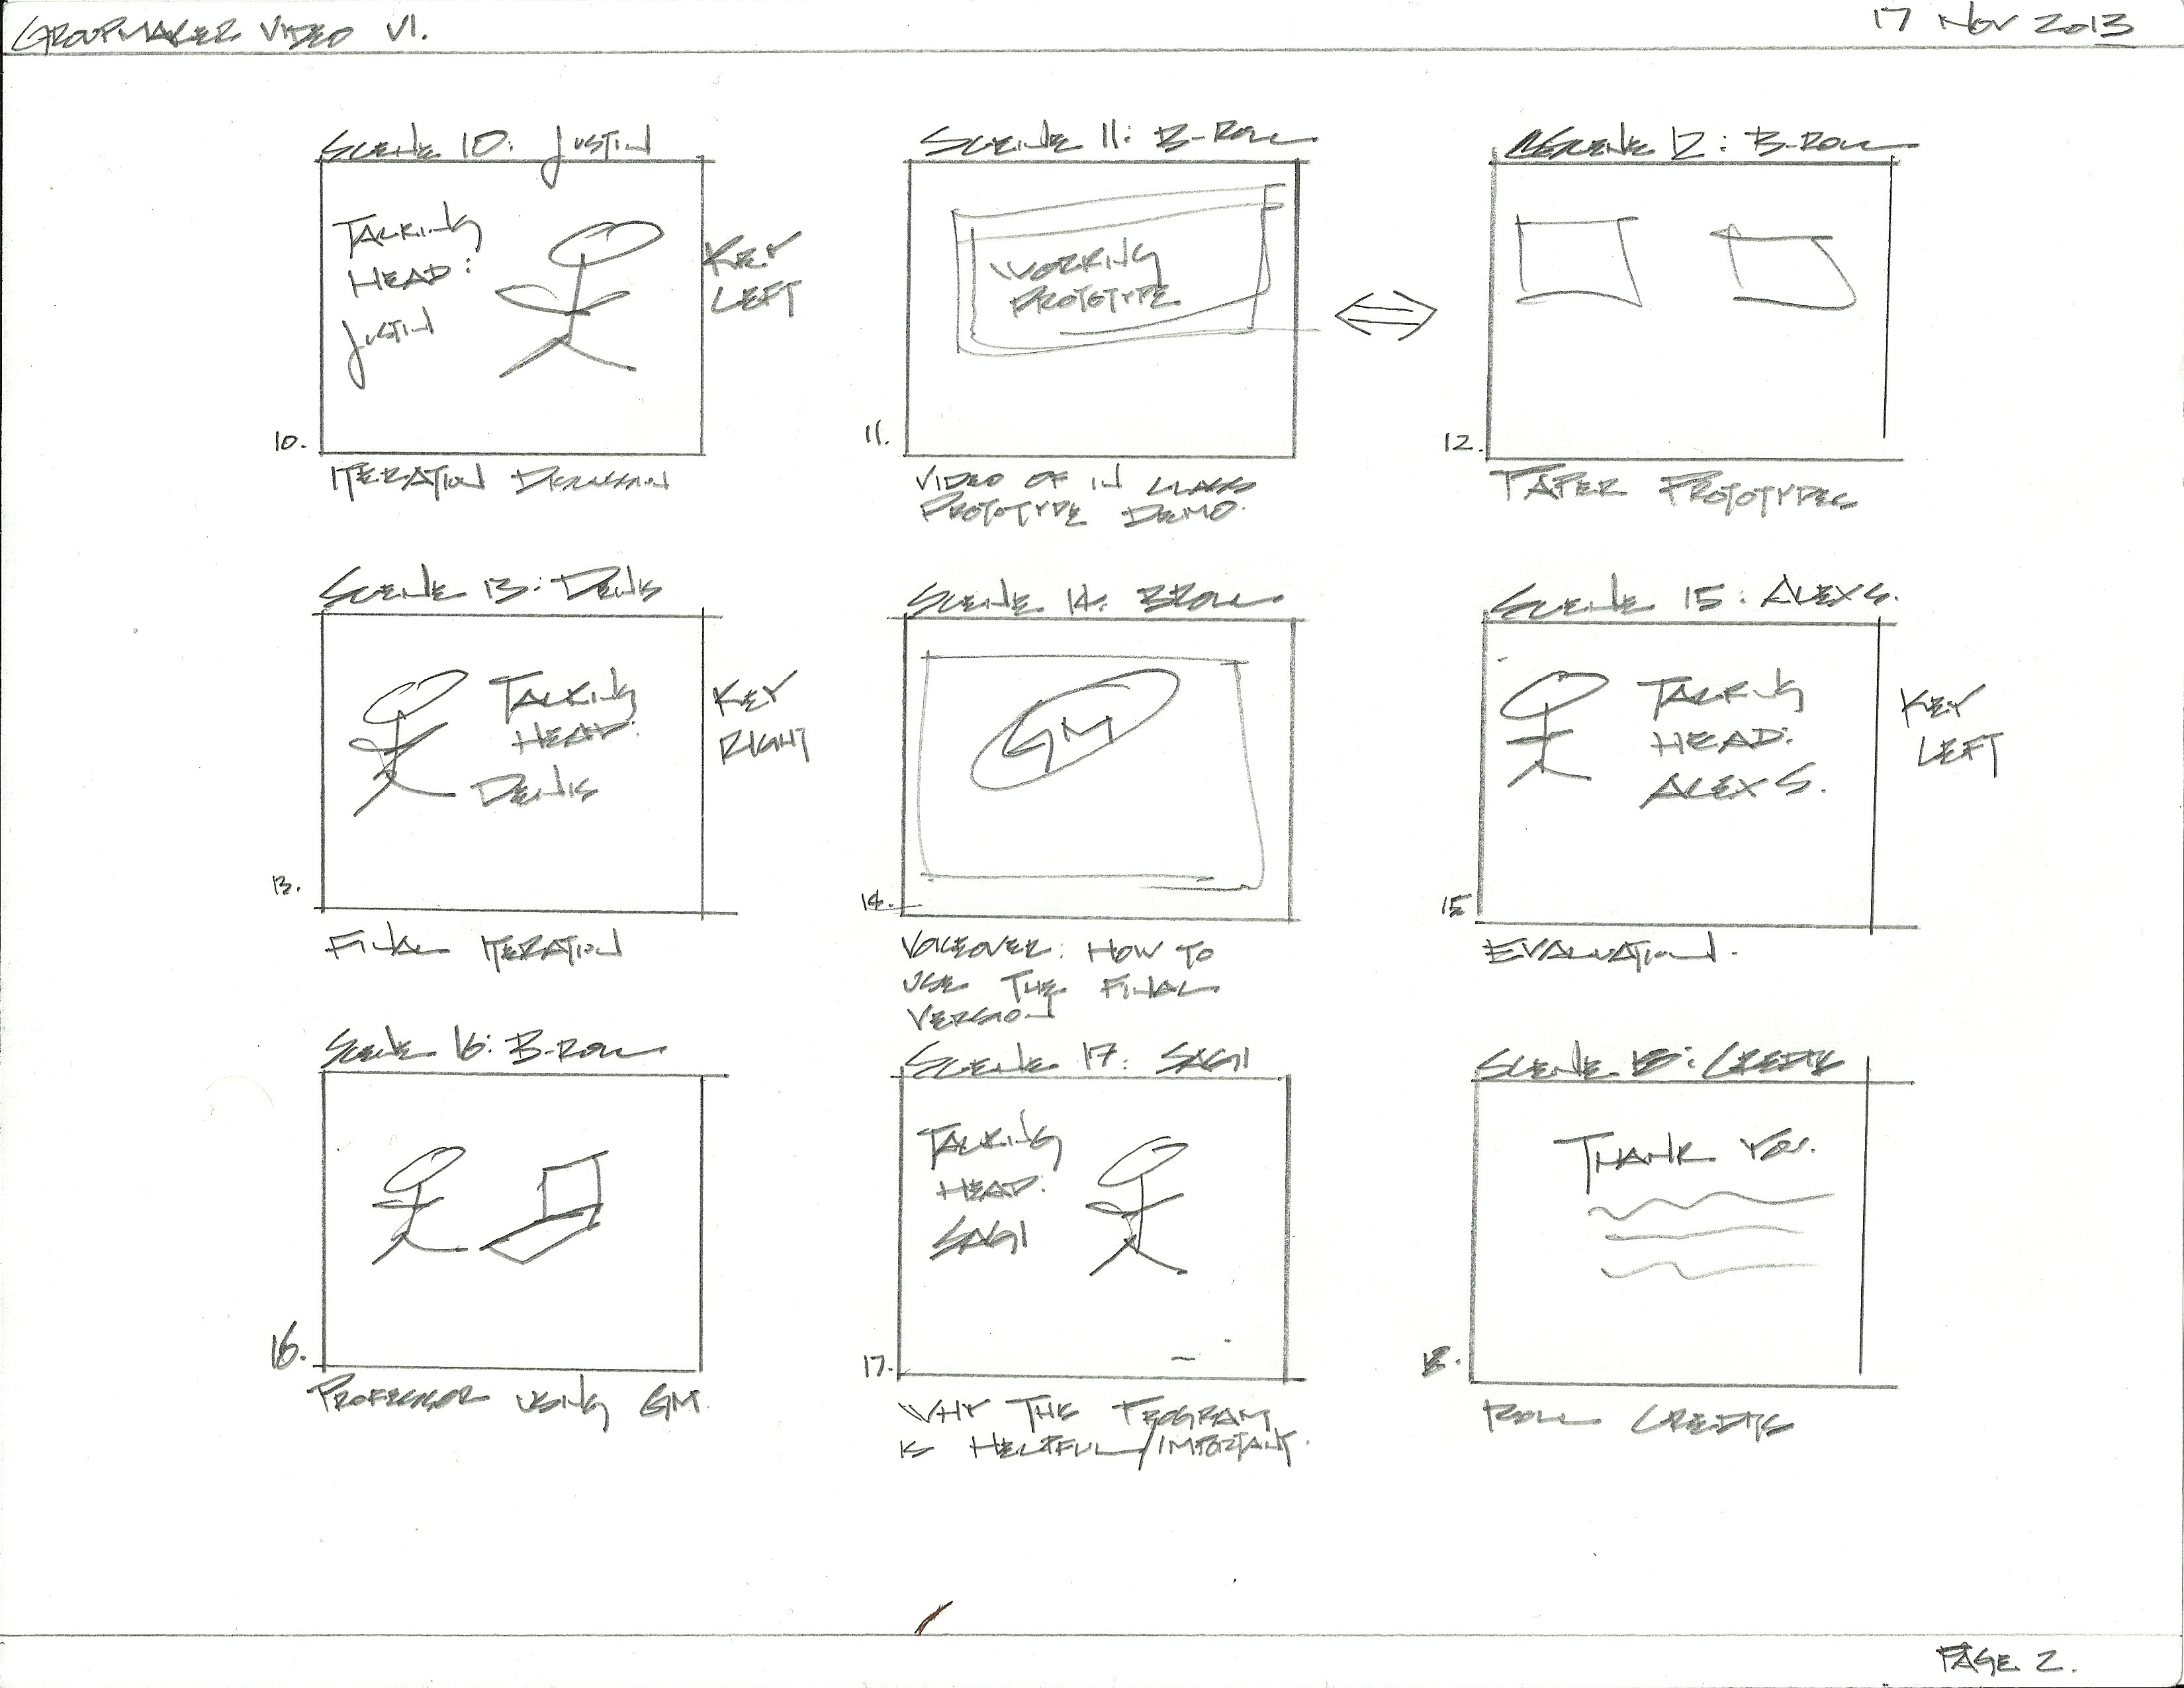 GROUPMAKER VIDEO V1.
17 NOV 2013
SCENE 10: JUSTIN
TALKING
HEAD:
JUSTIN
KEY
LEFT
10.
ITERATION DISCUSSION
SCENE 11: B-ROLL
WORKING
PROTOTYPE
11.
VIDEO OF IN CLASS
PROTOTYPE DEMO.
SCENE 12: B-ROLL
12.
PAPER PROTOTYPES
SCENE 13: DENIS
TALKING
HEAD:
DENIS
KEY
RIGHT
13.
FINAL ITERATION
SCENE 14: BROLL
GM
14.
VOICEOVER: HOW TO
USE THE FINAL
VERSION
SCENE 15: ALEX S.
TALKING
HEAD:
ALEX S.
KEY
LEFT
15
EVALUATION.
SCENE 16: B-ROLL
16.
PROFESSOR USING GM.
SCENE 17: SAGI
TALKING
HEAD:
SAGI
17.
WHY THIS PROGRAM
IS HELPFUL/IMPORTANT.
SCENE 18: CREDITS
THANK YOU.
18.
ROLL CREDITS
PAGE 2.